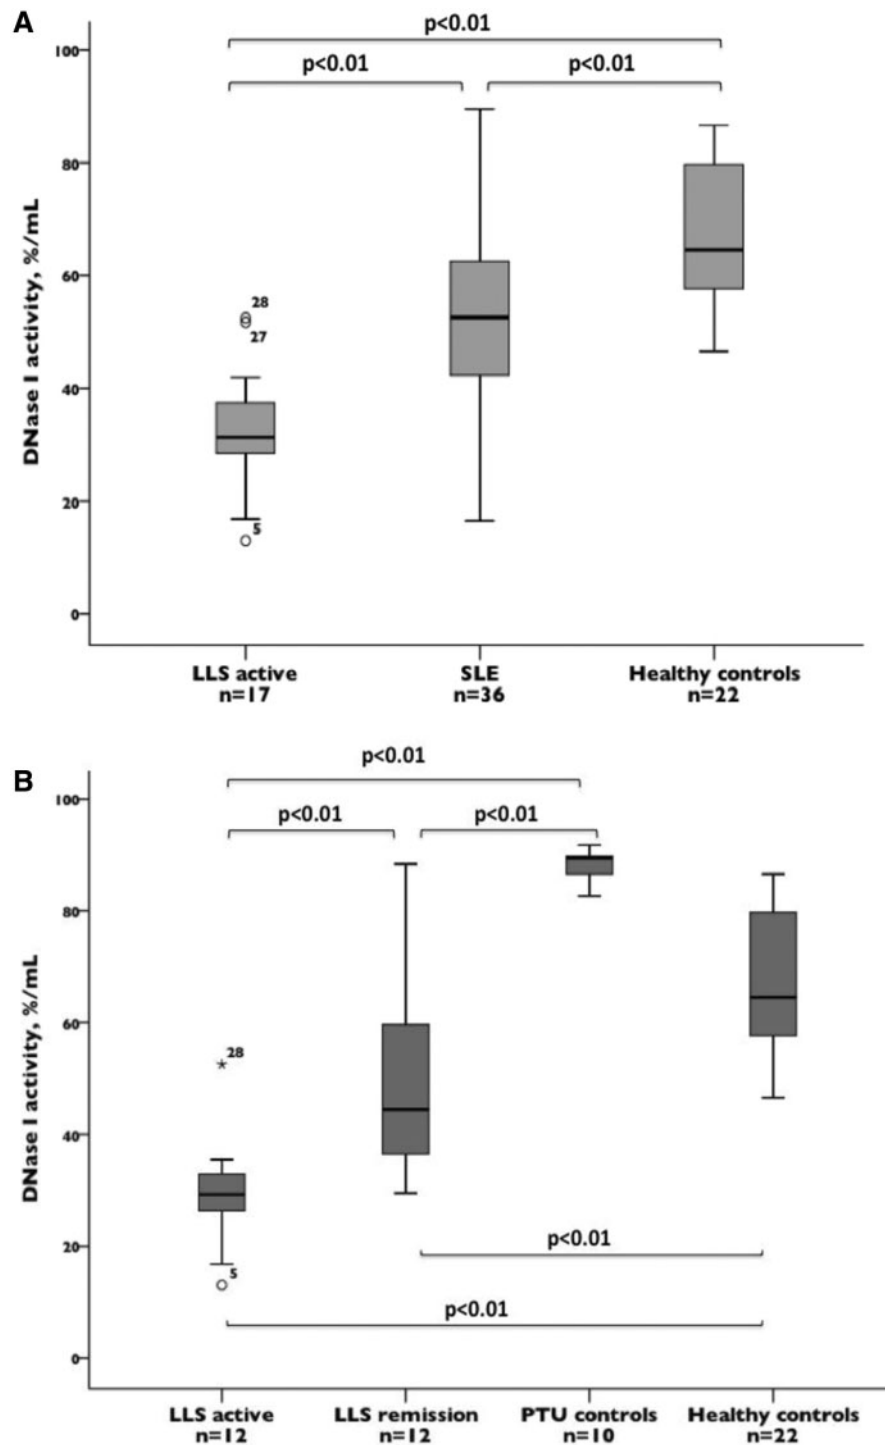 A
p<0.01
p<0.01 p<0.01
100
80
60
40
20
0
DNase I activity, %/mL
28
27
5
LLS active SLE Healthy controls
n=17 n=36 n=22
B
p<0.01
p<0.01 p<0.01
100
80
60
40
20
0
DNase I activity, %/mL
28
5
p<0.01
p<0.01
LLS active LLS remission PTU controls Healthy controls
n=12 n=12 n=10 n=22